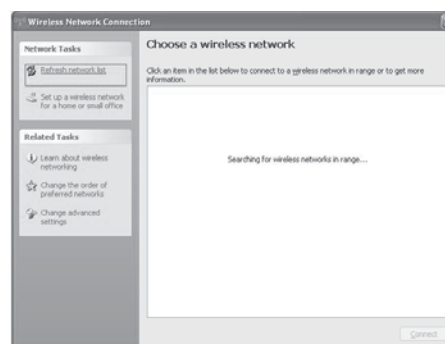 Wireless Network Connection
Network Tasks
Refresh network list
Set up a wireless network
for a home or small office
Related Tasks
Learn about wireless
networking
Change the order of
preferred networks
Change advanced
settings
Choose a wireless network
Click an item in the list below to connect to a wireless network in range or to get more
information.
Searching for wireless networks in range....
Connect